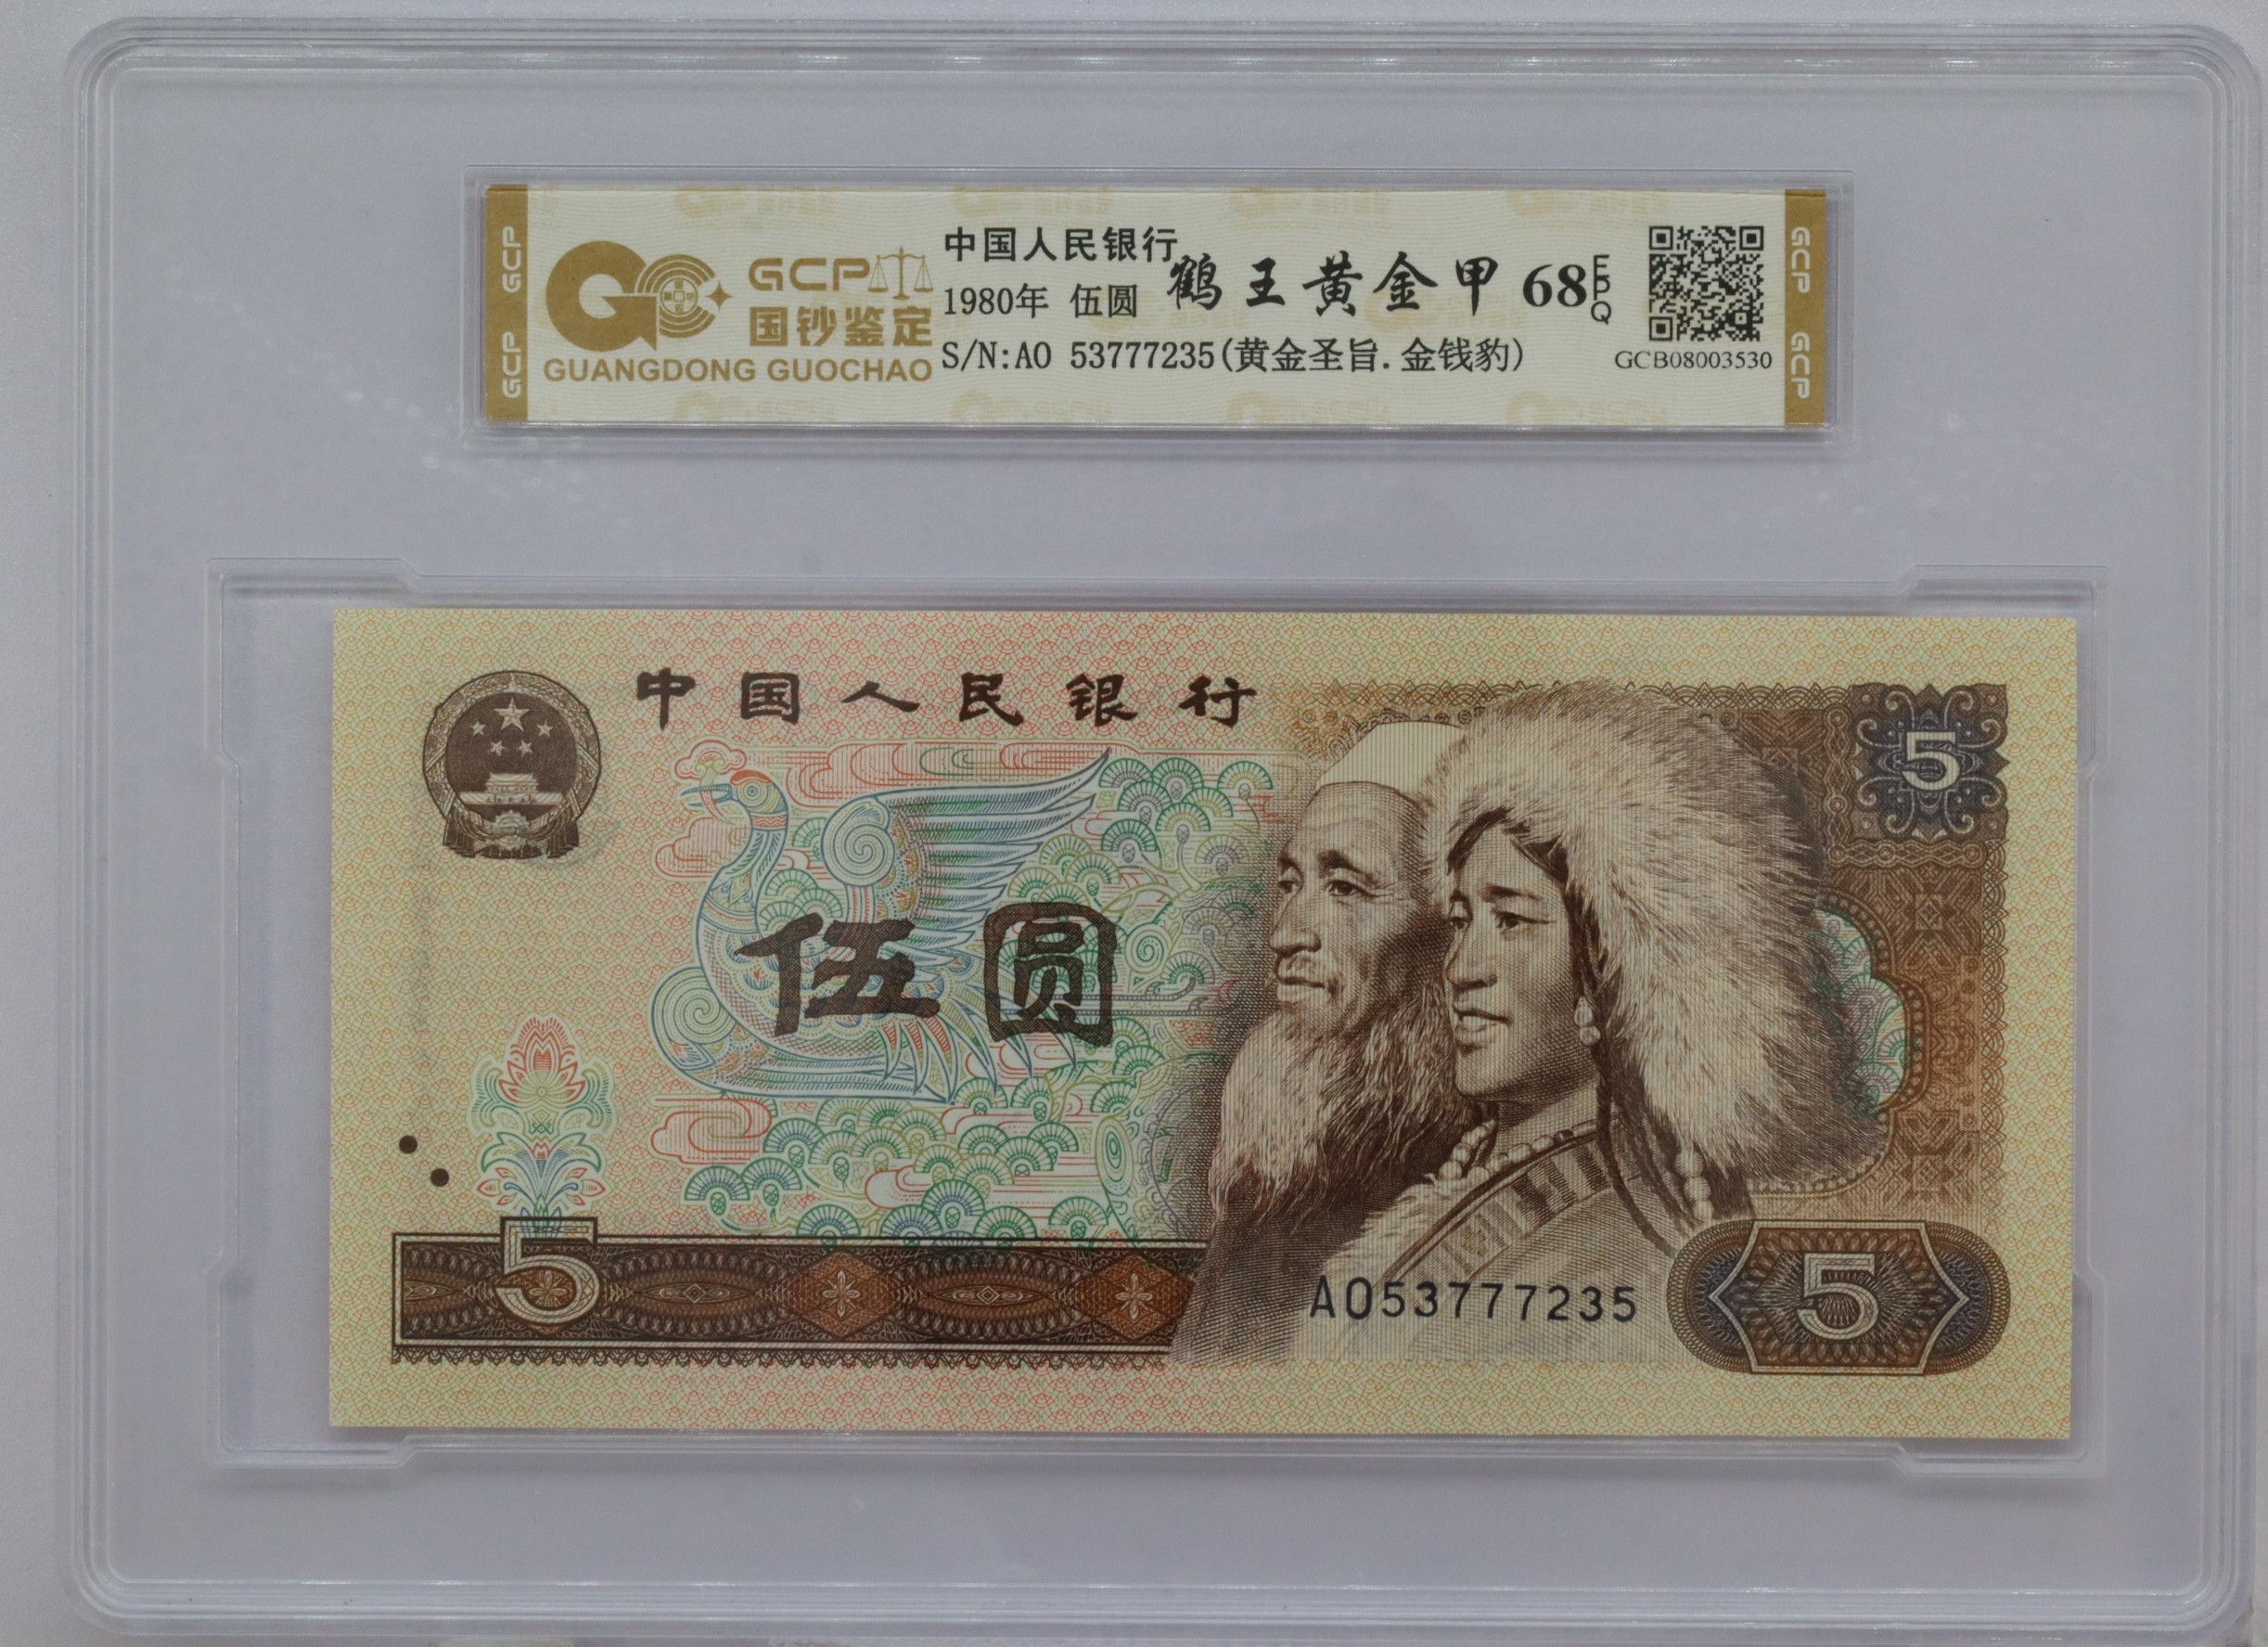 GCP
GCP
GCP
国钞鉴定
GUANGDONG GUOCHAO
中国人民银行
1980年 伍圆
鹤王黄金甲 68 EPQ
S/N:AO 53777235(黄金圣旨.金钱豹)
GCB08003530
GCP
GCP
中国人民银行
5
伍圆
5
AO53777235
5